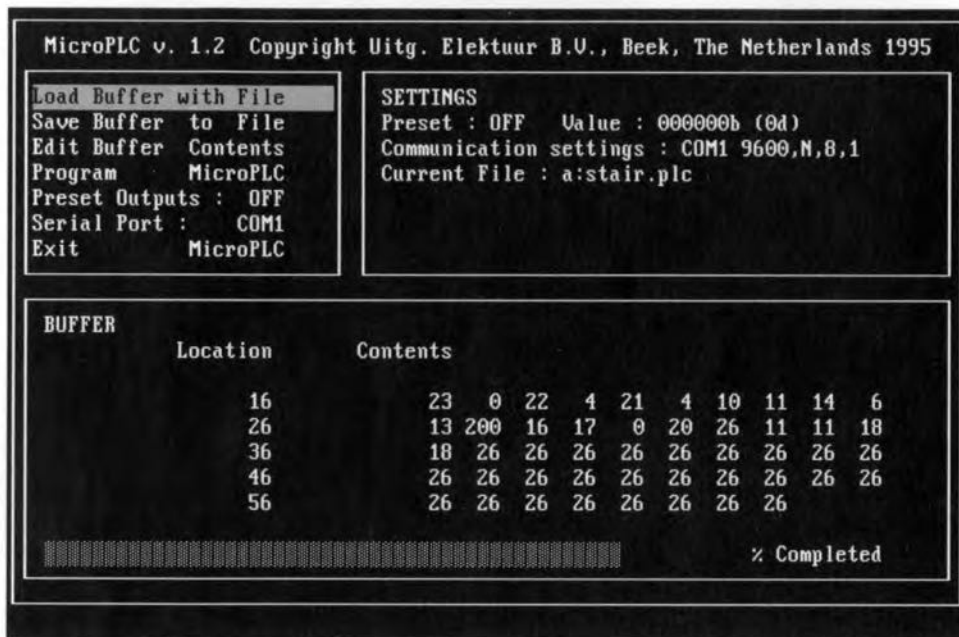 MicroPLC v. 1.2 Copyright Uitg. Elektuur B.V., Beek, The Netherlands 1995
Load Buffer with File
Save Buffer to File
Edit Buffer Contents
Program MicroPLC
Preset Outputs : OFF
Serial Port : COM1
Exit MicroPLC
SETTINGS
Preset : OFF Value : 000000b (0d)
Communication settings : COM1 9600,N,8,1
Current File : a:stair.plc
BUFFER
Location Contents
16 23 0 22 4 21 4 10 11 14 6
26 13 200 16 17 0 20 26 11 11 18
36 18 26 26 26 26 26 26 26 26 26
46 26 26 26 26 26 26 26 26 26 26
56 26 26 26 26 26 26 26 26
% Completed